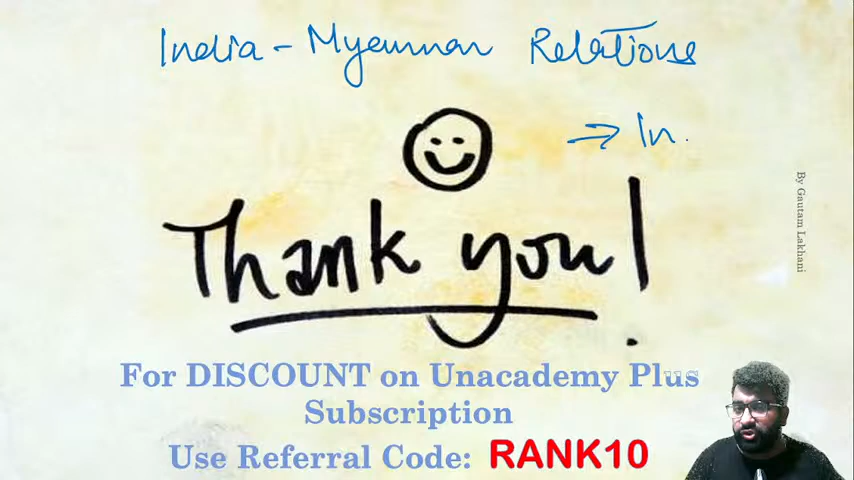 India - Myanmar Relations
→ In.
Thank you!
By Gautam Lakhani
For DISCOUNT on Unacademy Plus
Subscription
Use Referral Code: RANK10